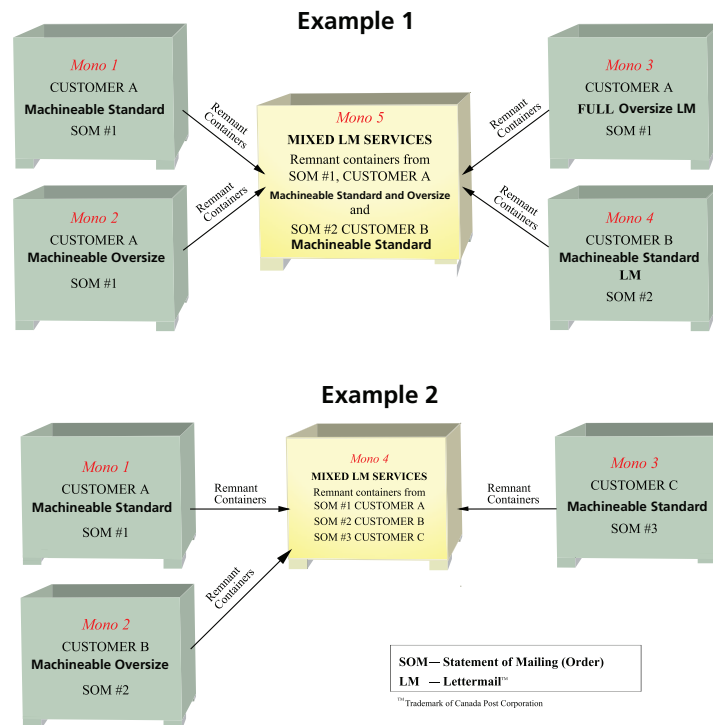 Example 1
Mono 1
CUSTOMER A
Machineable Standard
SOM #1
Remnant
Containers
Mono 2
CUSTOMER A
Machineable Oversize
SOM #1
Remnant
Containers
Mono 5
MIXED LM SERVICES
Remnant containers from
SOM #1, CUSTOMER A
Machineable Standard and Oversize
and
SOM #2 CUSTOMER B
Machineable Standard
Mono 3
CUSTOMER A
FULL Oversize LM
SOM #1
Remnant
Containers
Mono 4
CUSTOMER B
Machineable Standard
LM
SOM #2
Remnant
Containers
Example 2
Mono 1
CUSTOMER A
Machineable Standard
SOM #1
Remnant
Containers
Mono 2
CUSTOMER B
Machineable Oversize
SOM #2
Remnant
Containers
Mono 4
MIXED LM SERVICES
Remnant containers from
SOM #1 CUSTOMER A
SOM #2 CUSTOMER B
SOM #3 CUSTOMER C
Mono 3
CUSTOMER C
Machineable Standard
SOM #3
Remnant
Containers
SOM — Statement of Mailing (Order)
LM — Lettermail™
™Trademark of Canada Post Corporation